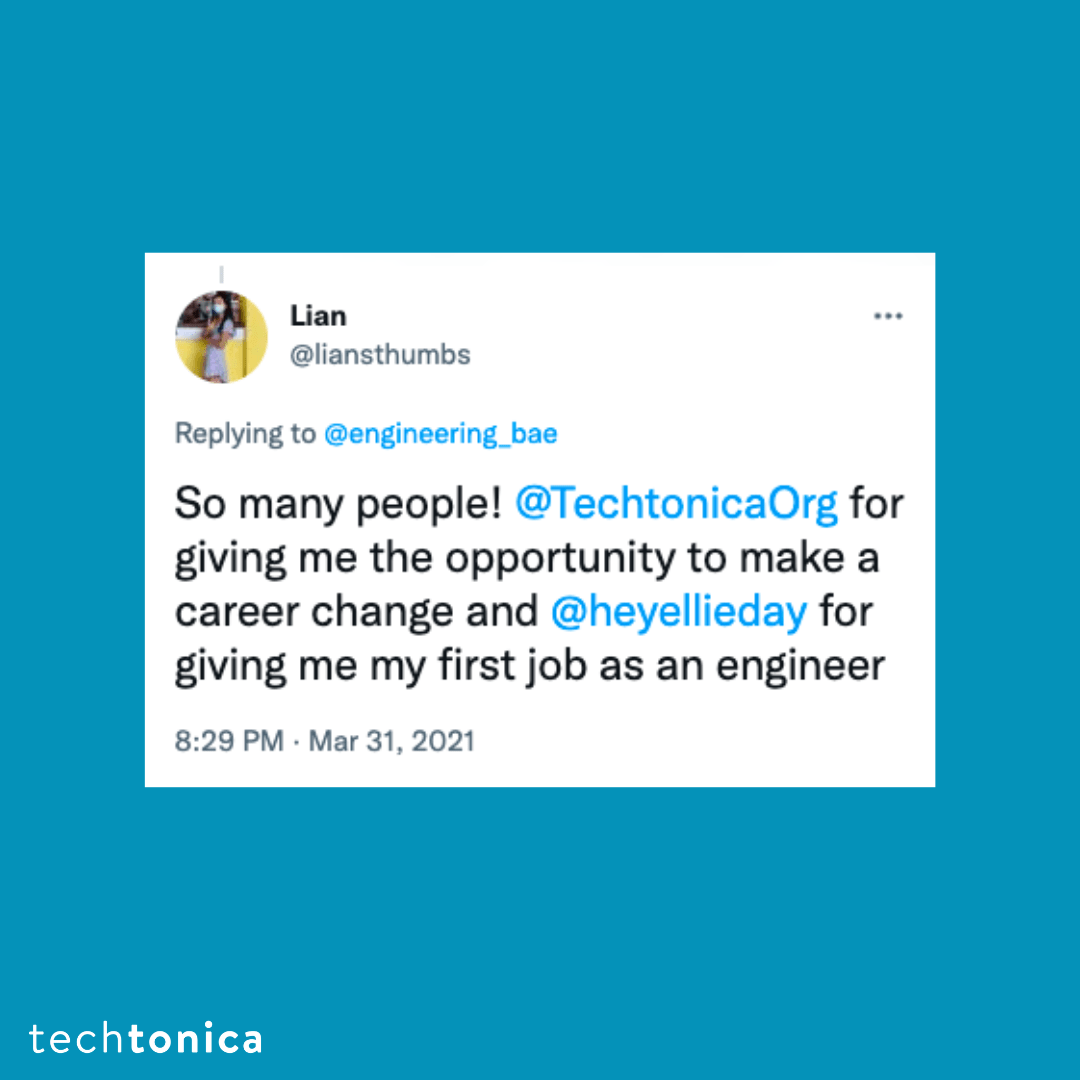 Lian
@liansthumbs
Replying to @engineering_bae
So many people! @TechtonicaOrg for
giving me the opportunity to make a
career change and @heyellieday for
giving me my first job as an engineer
8:29 PM · Mar 31, 2021
techtonica